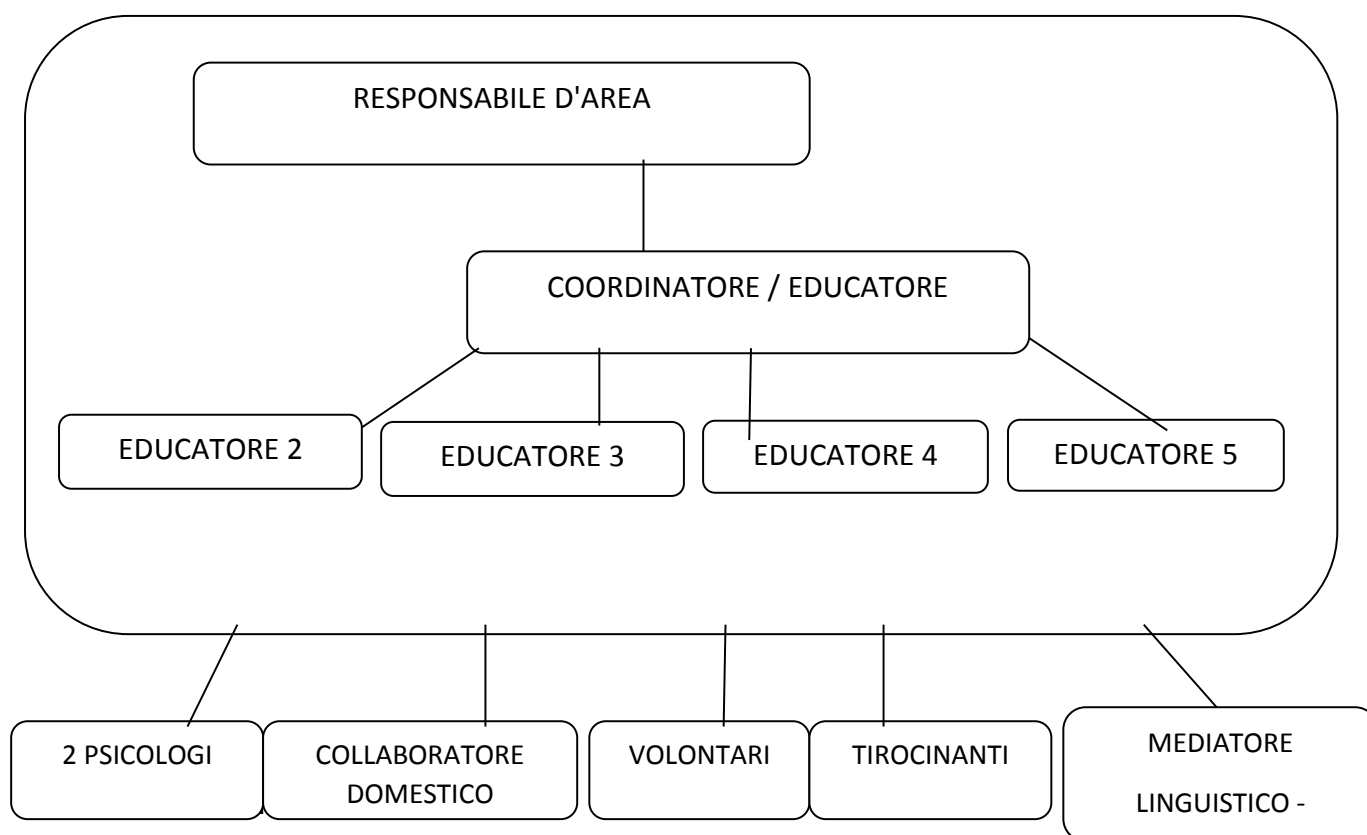 RESPONSABILE D'AREA
COORDINATORE / EDUCATORE
EDUCATORE 2
EDUCATORE 3
EDUCATORE 4
EDUCATORE 5
2 PSICOLOGI
COLLABORATORE
DOMESTICO
VOLONTARI
TIROCINANTI
MEDIATORE
LINGUISTICO -